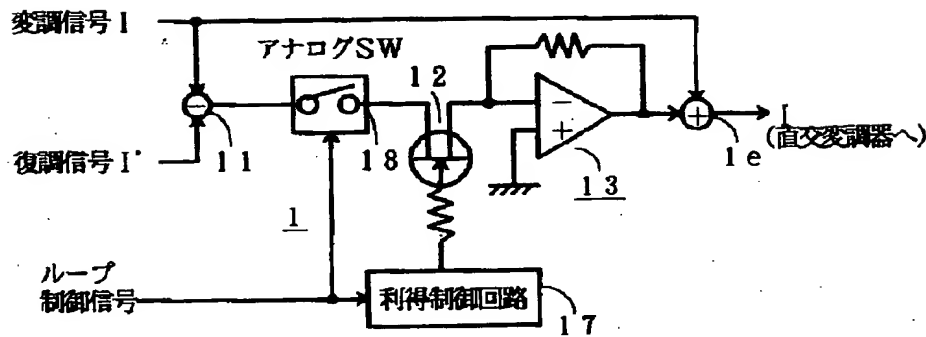 変調信号I
アナログSW
12
−
11
18
−
+
13
+
1e
I
(直交変調器へ)
復調信号I'
1
ループ
制御信号
利得制御回路
17